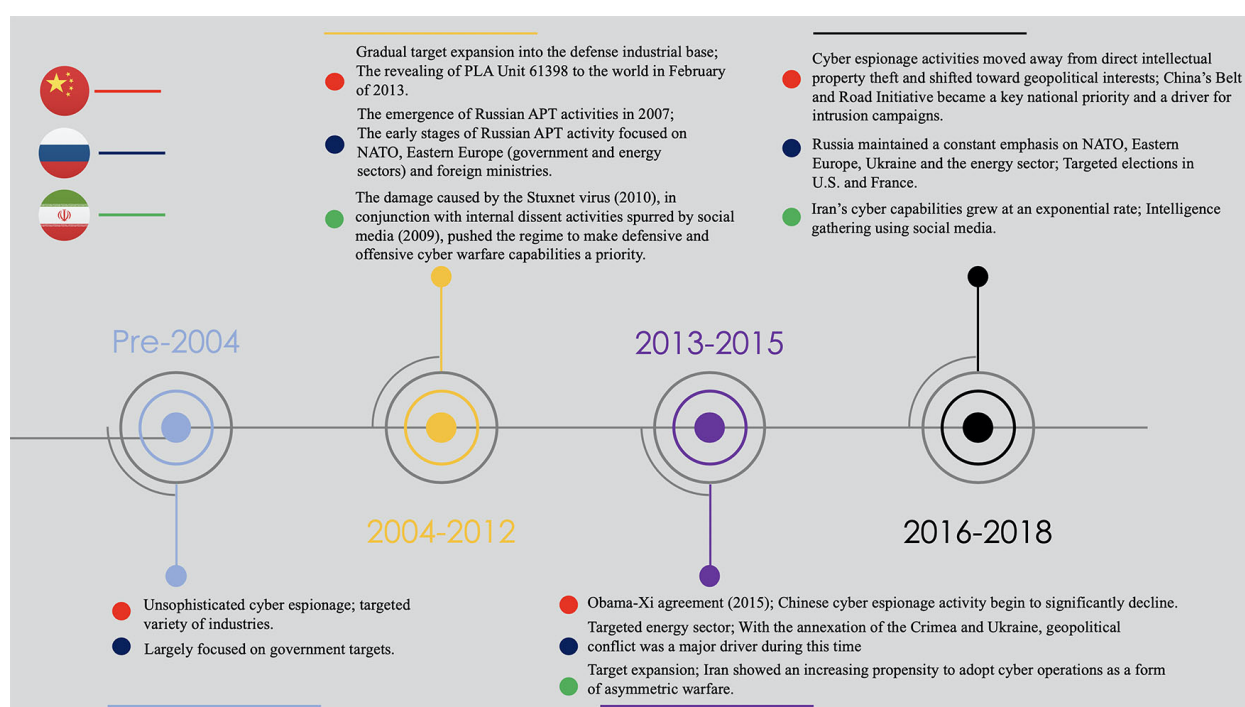 Gradual target expansion into the defense industrial base;
The revealing of PLA Unit 61398 to the world in February
of 2013.
The emergence of Russian APT activities in 2007;
The early stages of Russian APT activity focused on
NATO, Eastern Europe (government and energy
sectors) and foreign ministries.
The damage caused by the Stuxnet virus (2010), in
conjunction with internal dissent activities spurred by social
media (2009), pushed the regime to make defensive and
offensive cyber warfare capabilities a priority.
Cyber espionage activities moved away from direct intellectual
property theft and shifted toward geopolitical interests; China’s Belt
and Road Initiative became a key national priority and a driver for
intrusion campaigns.
Russia maintained a constant emphasis on NATO, Eastern
Europe, Ukraine and the energy sector; Targeted elections in
U.S. and France.
Iran’s cyber capabilities grew at an exponential rate; Intelligence
gathering using social media.
Pre-2004
2013-2015
2004-2012
2016-2018
Unsophisticated cyber espionage; targeted
variety of industries.
Largely focused on government targets.
Obama-Xi agreement (2015); Chinese cyber espionage activity begin to significantly decline.
Targeted energy sector; With the annexation of the Crimea and Ukraine, geopolitical
conflict was a major driver during this time
Target expansion; Iran showed an increasing propensity to adopt cyber operations as a form
of asymmetric warfare.